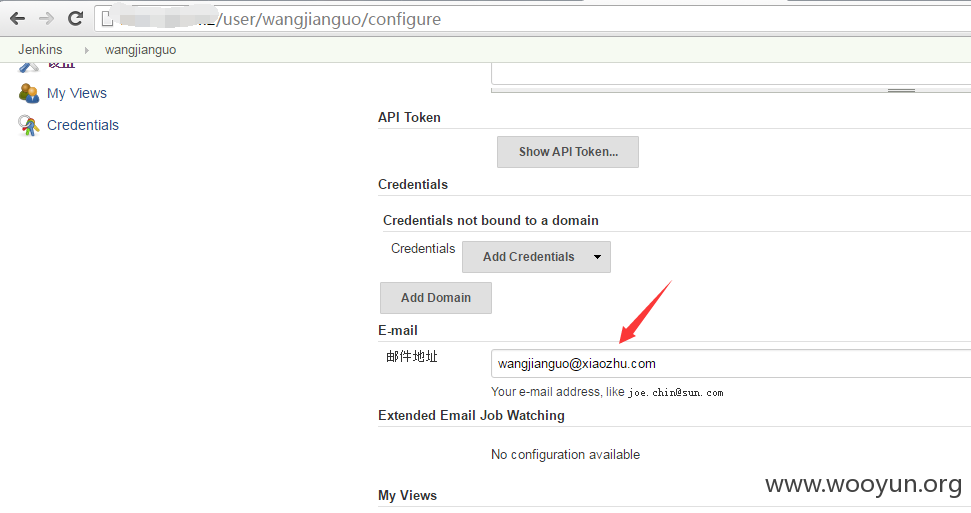 /user/wangjianguo/configure
Jenkins wangjianguo
My Views
Credentials
API Token
Show API Token...
Credentials
Credentials not bound to a domain
Credentials Add Credentials
Add Domain
E-mail
邮件地址 wangjianguo@xiaozhu.com
Your e-mail address, like joe.chin@sun.com
Extended Email Job Watching
No configuration available
My Views
www.wooyun.org